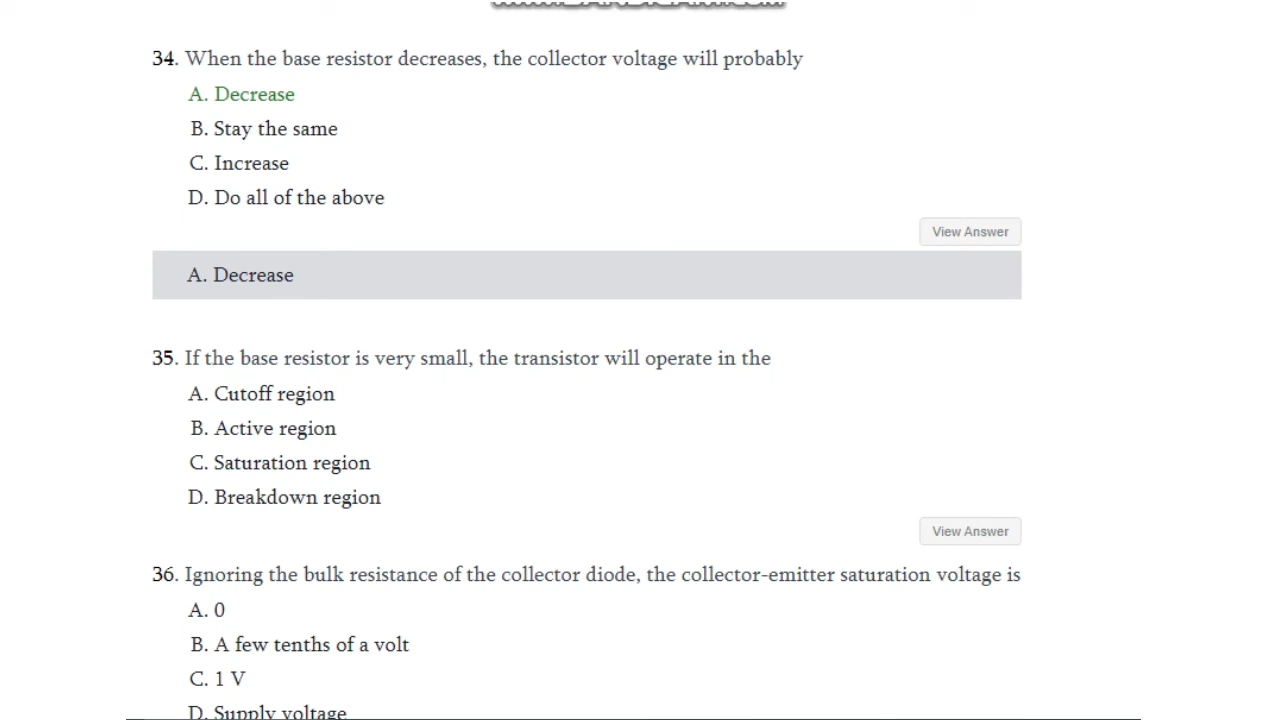 34. When the base resistor decreases, the collector voltage will probably
A. Decrease
B. Stay the same
C. Increase
D. Do all of the above
View Answer
A. Decrease
35. If the base resistor is very small, the transistor will operate in the
A. Cutoff region
B. Active region
C. Saturation region
D. Breakdown region
View Answer
36. Ignoring the bulk resistance of the collector diode, the collector-emitter saturation voltage is
A. 0
B. A few tenths of a volt
C. 1 V
D. Supply voltage